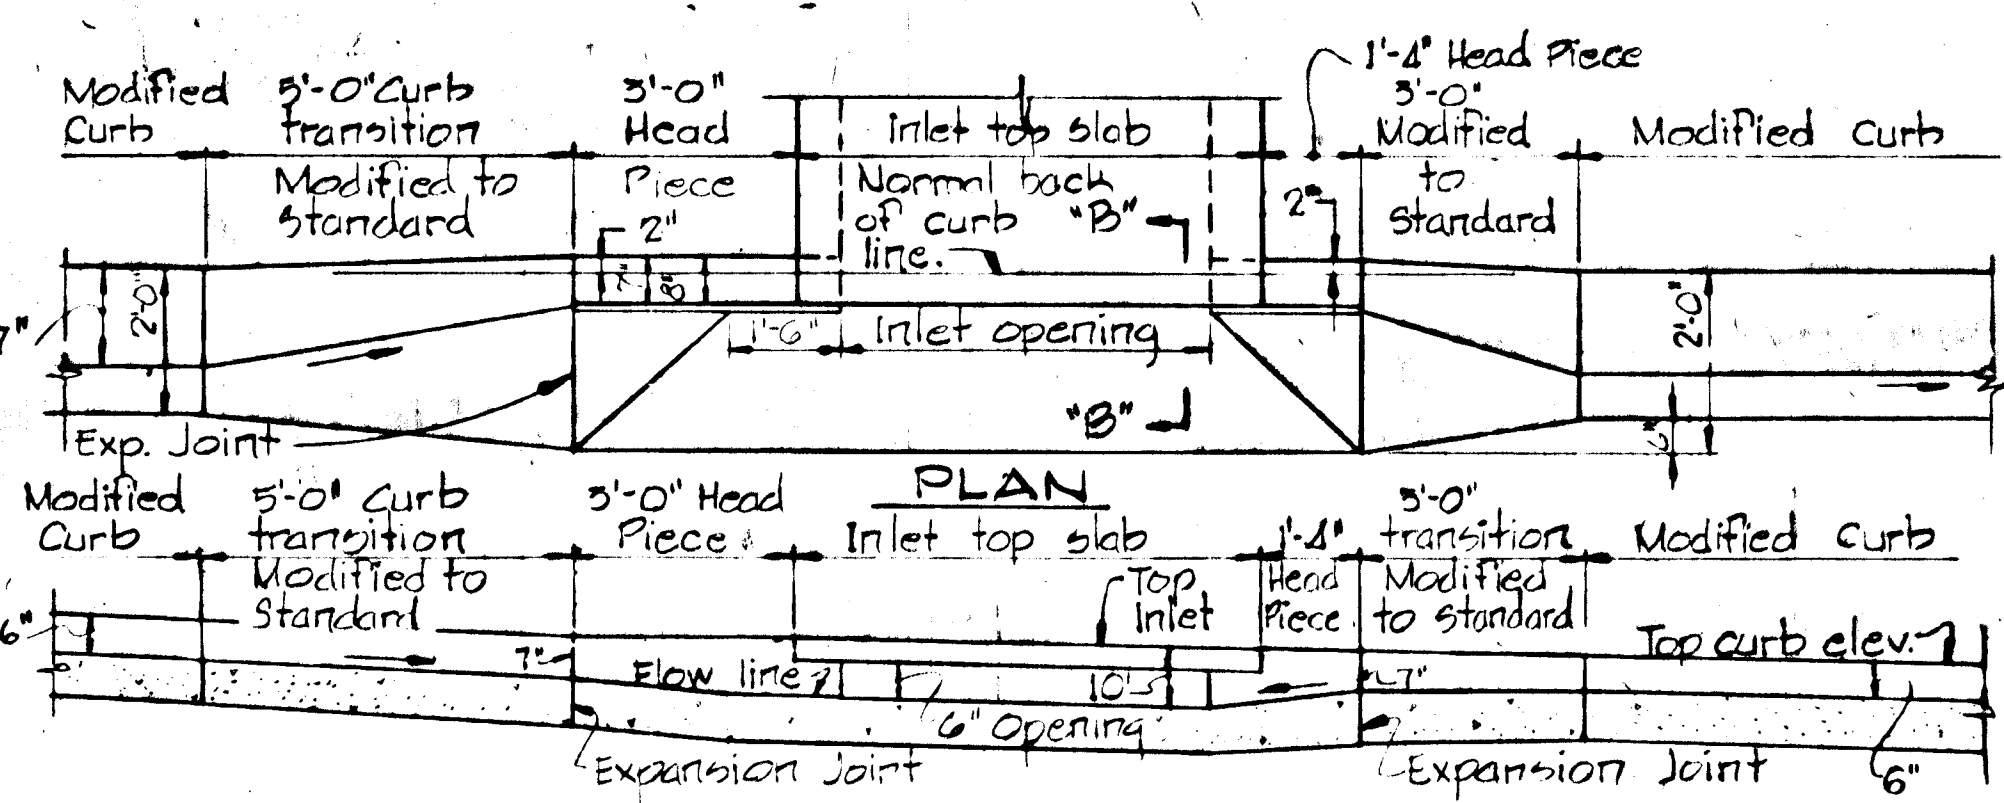 1'-4" Head Piece
Modified
Curb
5'-0" Curb
transition
Modified to
Standard
3'-0"
Head
Piece
Inlet top slab
Normal back
of curb
line.
3'-0"
Modified
to
Standard
Modified Curb
"B"
2"
2"
7"
8"
2'-0"
7"
1'-6"
Inlet opening
2'-0"
6"
"B"
Exp. Joint
PLAN
Modified
Curb
5'-0" Curb
transition
Modified to
Standard
3'-0" Head
Piece
Inlet top slab
1'-4"
Head
Piece
3'-0"
transition
Modified
to Standard
Modified Curb
Top
Inlet
Top curb elev.
6"
7"
Flow line
10"
7"
6" Opening
Expansion Joint
Expansion Joint
6"